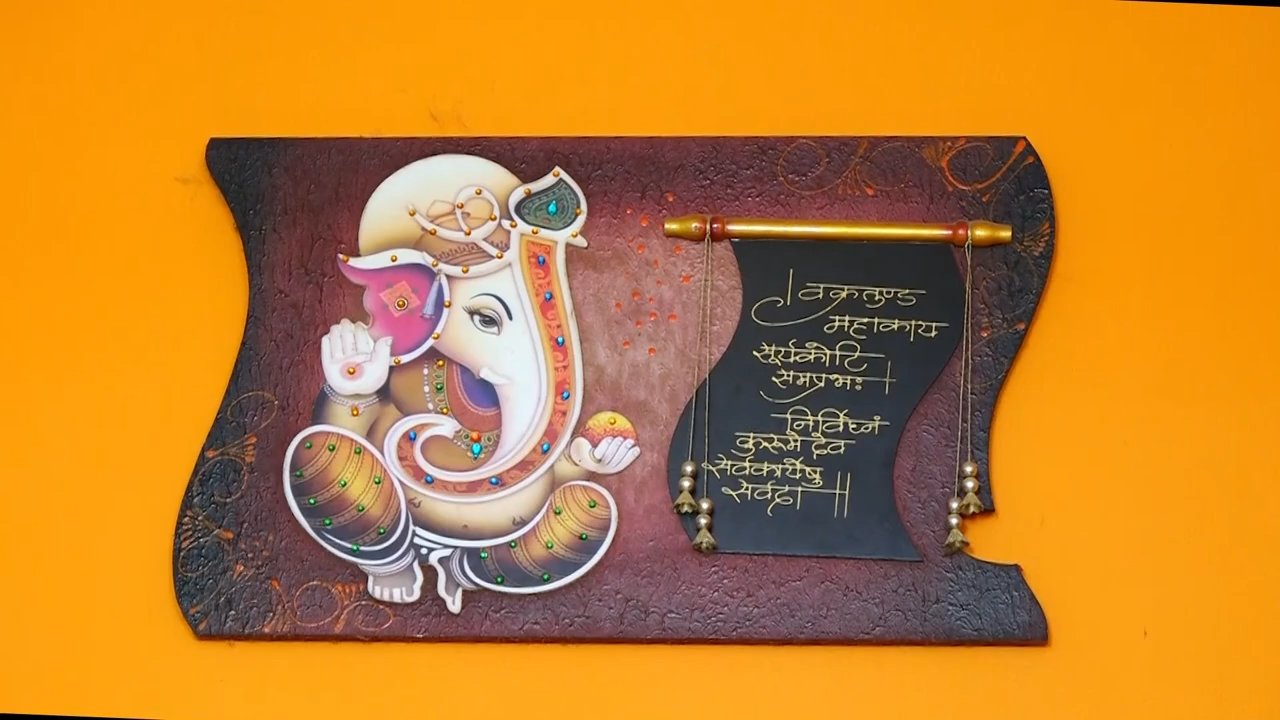 । वक्रतुण्ड
महाकाय
सूर्यकोटि
समप्रभः ।
निर्विघ्नं
कुरूमे देव
सर्वकार्येषु
सर्वदा ॥